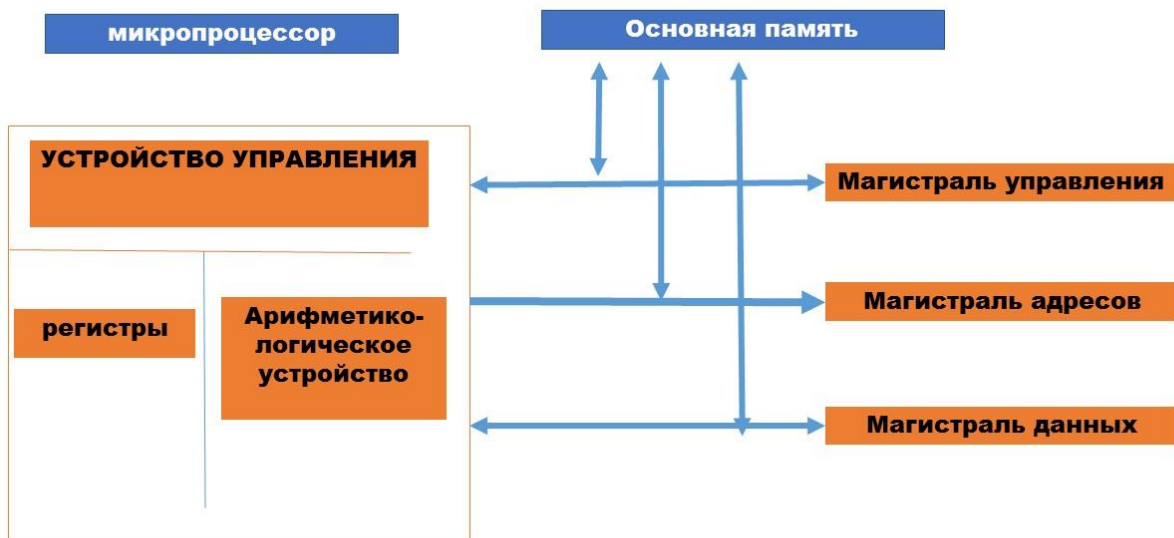 микропроцессор
Основная память
УСТРОЙСТВО УПРАВЛЕНИЯ
Магистраль управления
регистры
Арифметико-
логическое
устройство
Магистраль адресов
Магистраль данных